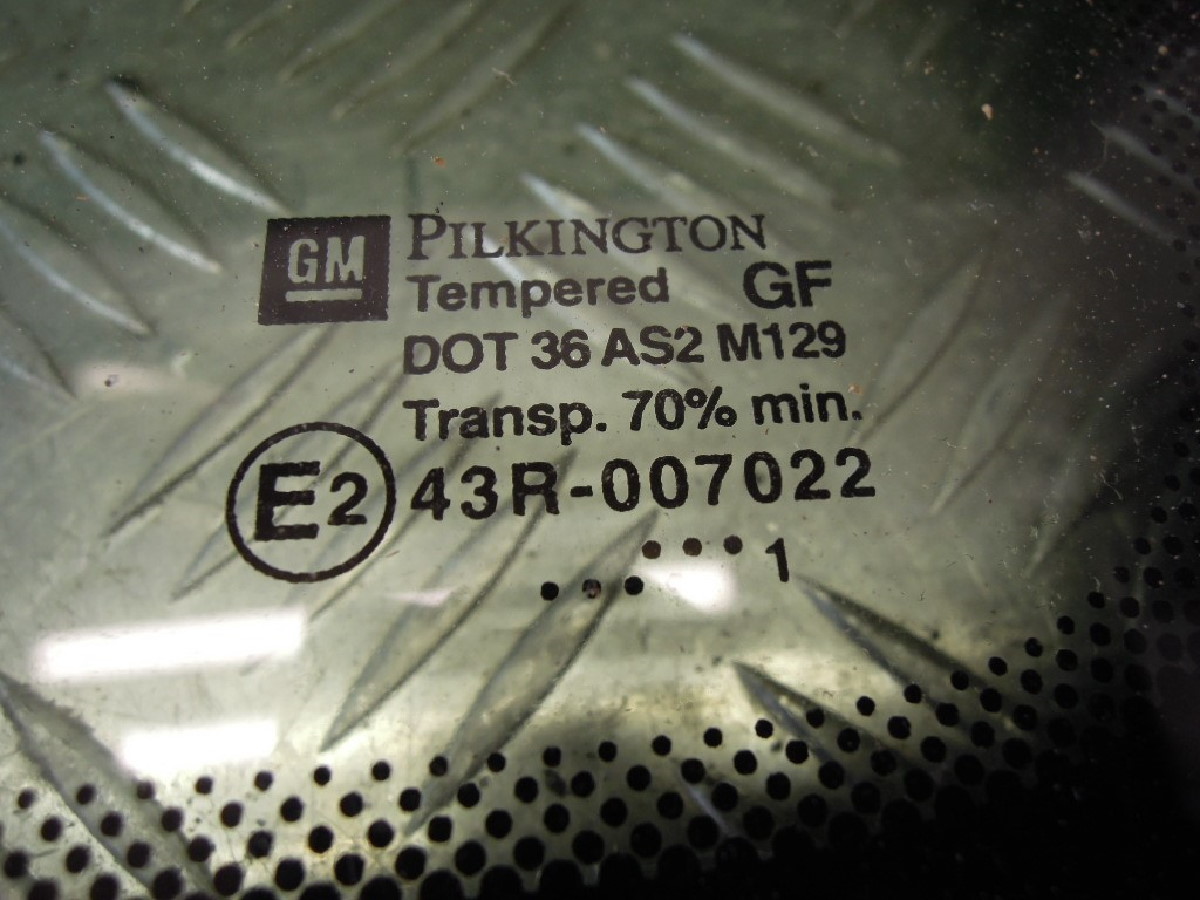 GM PILKINGTON
Tempered GF
DOT 36 AS2 M129
Transp. 70% min.
E2 43R-007022
1